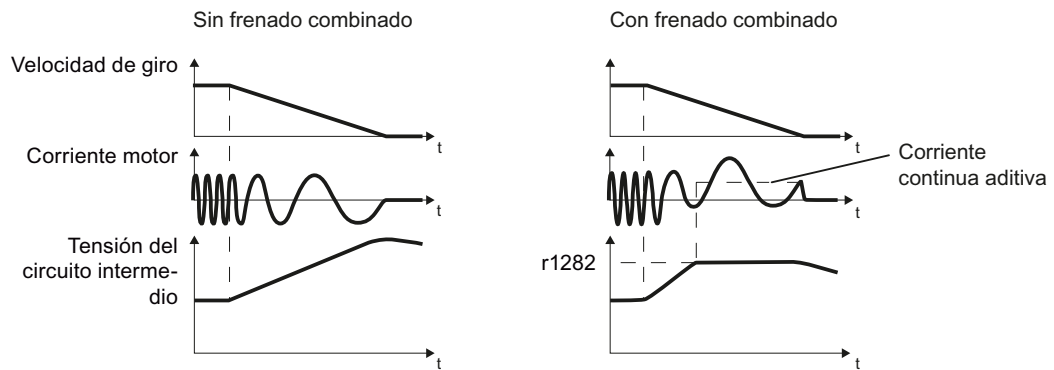 Sin frenado combinado
Velocidad de giro
t
Corriente motor
t
Tensión del
circuito interme-
dio
t
Con frenado combinado
t
Corriente
continua aditiva
t
r1282
t